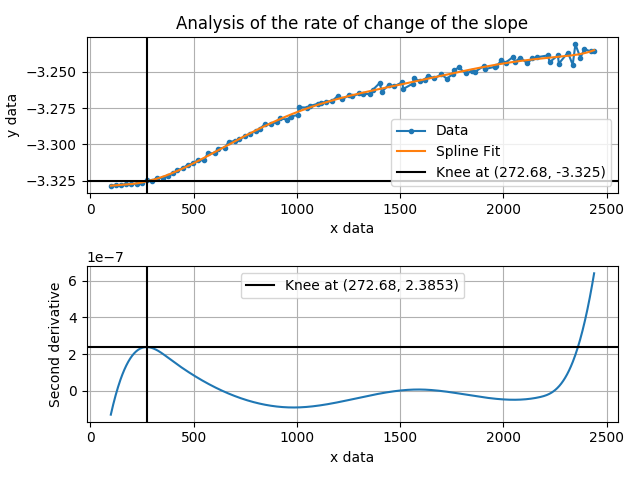 Analysis of the rate of change of the slope
y data
−3.250
−3.275
−3.300
−3.325
Data
Spline Fit
Knee at (272.68, -3.325)
0 500 1000 1500 2000 2500
x data
1e−7
Second derivative
6
4
2
0
Knee at (272.68, 2.3853)
0 500 1000 1500 2000 2500
x data